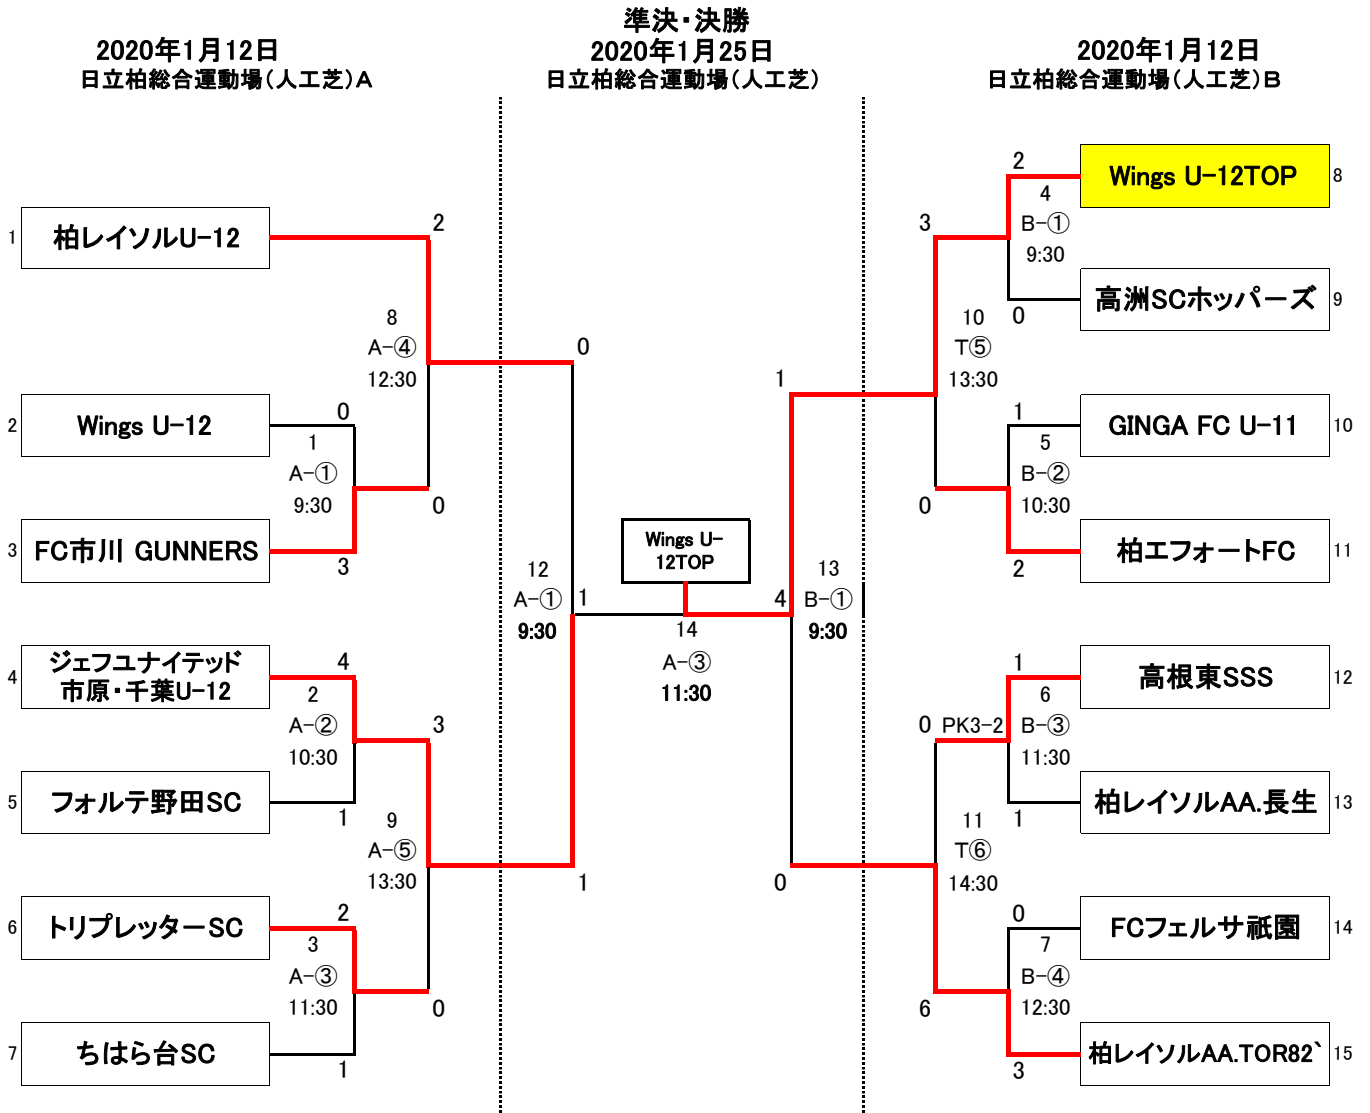 準決・決勝
2020年1月12日
2020年1月25日
2020年1月12日
日立柏総合運動場（人工芝）A
日立柏総合運動場（人工芝）
日立柏総合運動場（人工芝）B
1
柏レイソルU-12
2
8
A-④
12:30
2
Wings U-12
0
1
A-①
9:30
0
3
FC市川 GUNNERS
3
4
ジェフユナイテッド
市原・千葉U-12
4
2
A-②
10:30
3
5
フォルテ野田SC
1
9
A-⑤
13:30
6
トリプレッターSC
2
3
A-③
11:30
0
7
ちはら台SC
1
0
12
A-①
9:30
1
1
Wings U-
12TOP
14
A-③
11:30
4
1
13
B-①
9:30
0
2
Wings U-12TOP
8
4
B-①
9:30
3
高洲SCホッパーズ
9
0
10
T⑤
13:30
1
GINGA FC U-11
10
5
B-②
10:30
0
柏エフォートFC
11
2
1
高根東SSS
12
6
B-③
11:30
0
PK3-2
柏レイソルAA.長生
13
1
11
T⑥
14:30
0
FCフェルサ祇園
14
7
B-④
12:30
6
柏レイソルAA.TOR82`
15
3